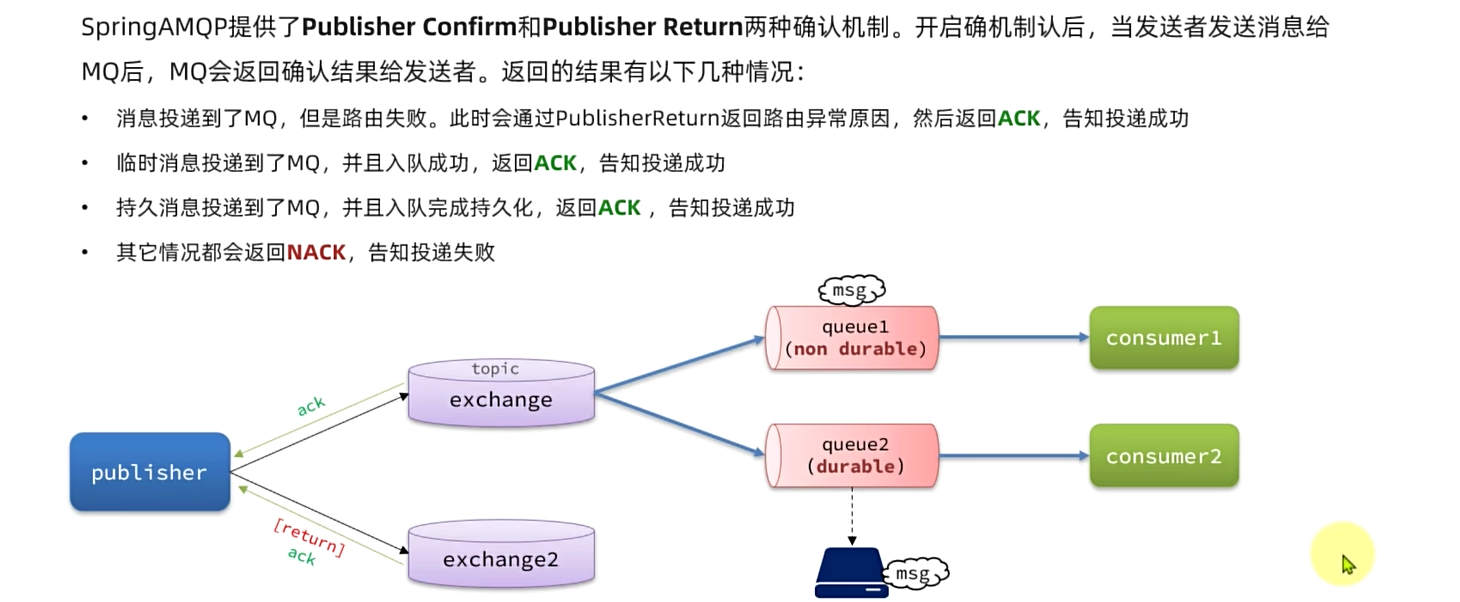 SpringAMQP提供了Publisher Confirm和Publisher Return两种确认机制。开启确机制认后，当发送者发送消息给
MQ后，MQ会返回确认结果给发送者。返回的结果有以下几种情况：
• 消息投递到了MQ，但是路由失败。此时会通过PublisherReturn返回路由异常原因，然后返回ACK，告知投递成功
• 临时消息投递到了MQ，并且入队成功，返回ACK，告知投递成功
• 持久消息投递到了MQ，并且入队完成持久化，返回ACK ，告知投递成功
• 其它情况都会返回NACK，告知投递失败
msg
queue1
(non durable)
consumer1
topic
exchange
ack
publisher
queue2
(durable)
consumer2
[return]
ack
exchange2
msg